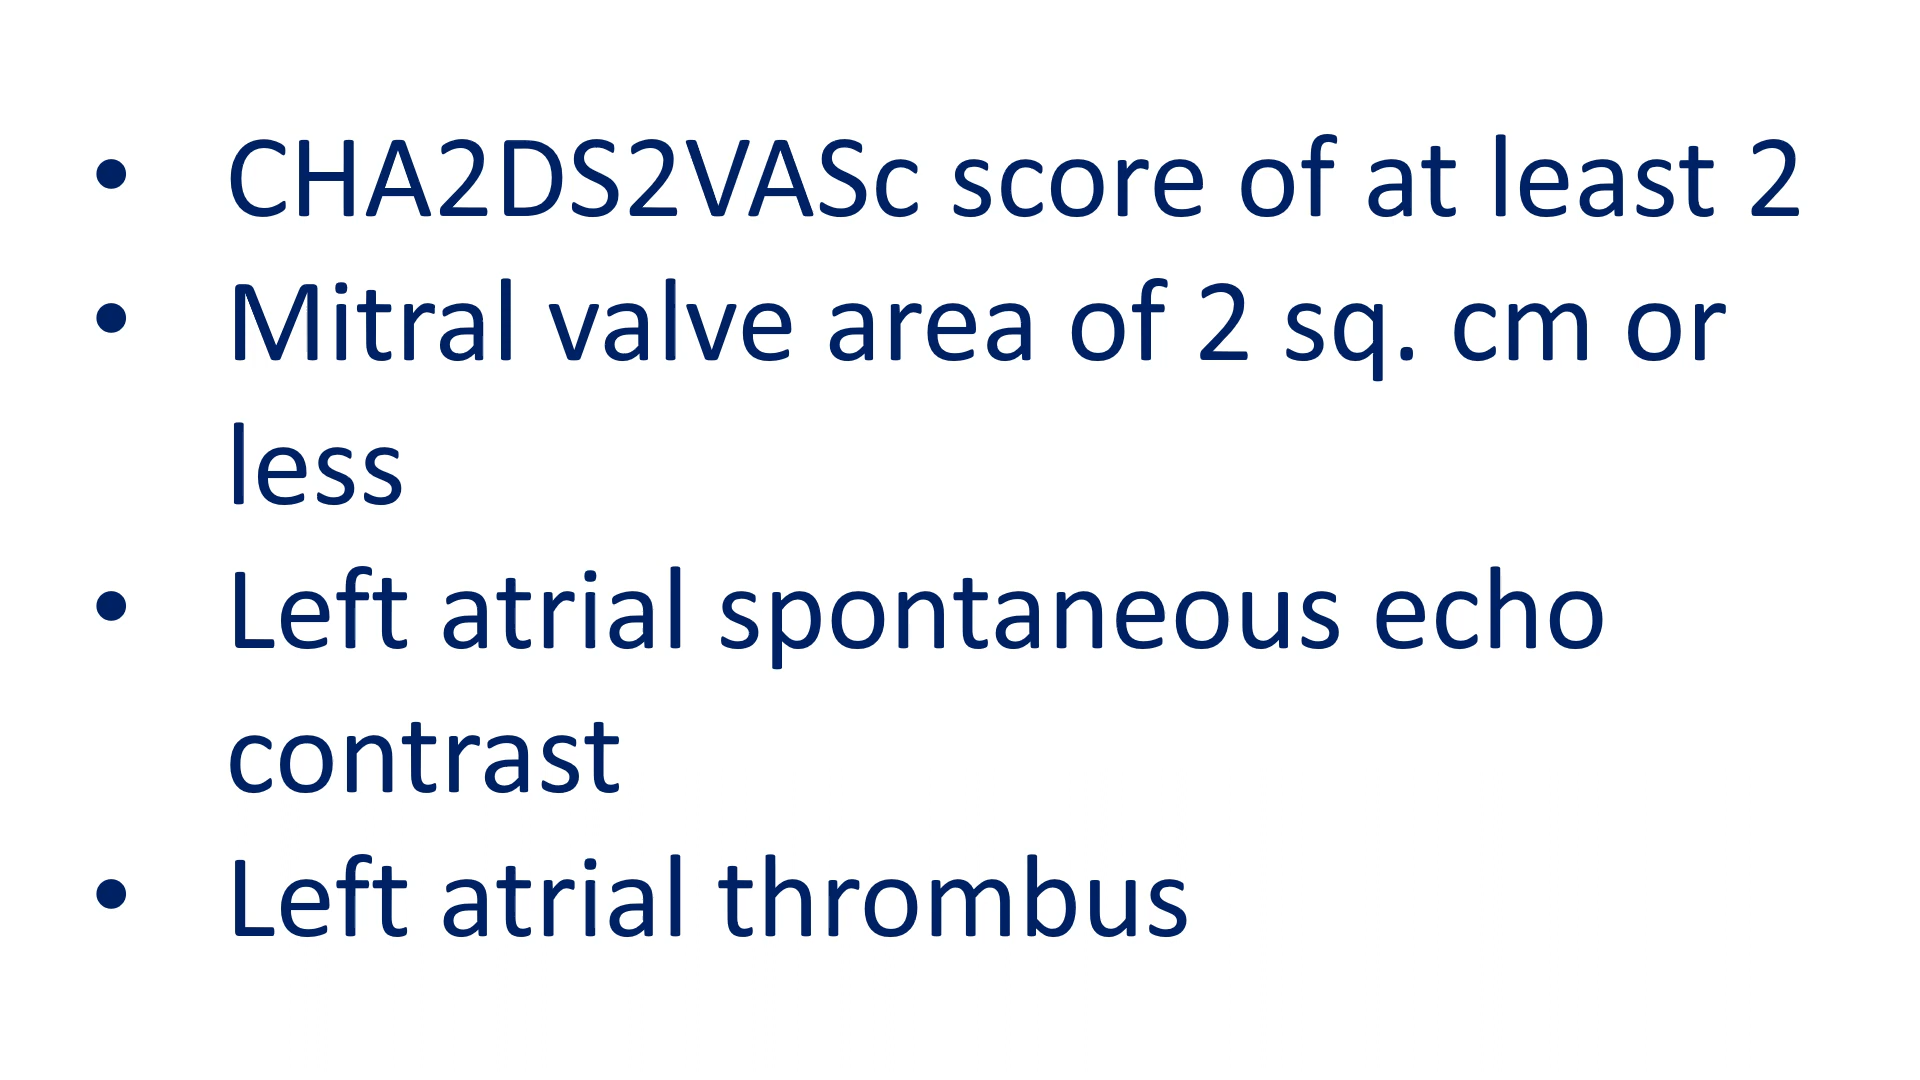 • CHA2DS2VASc score of at least 2
• Mitral valve area of 2 sq. cm or
less
• Left atrial spontaneous echo
contrast
• Left atrial thrombus